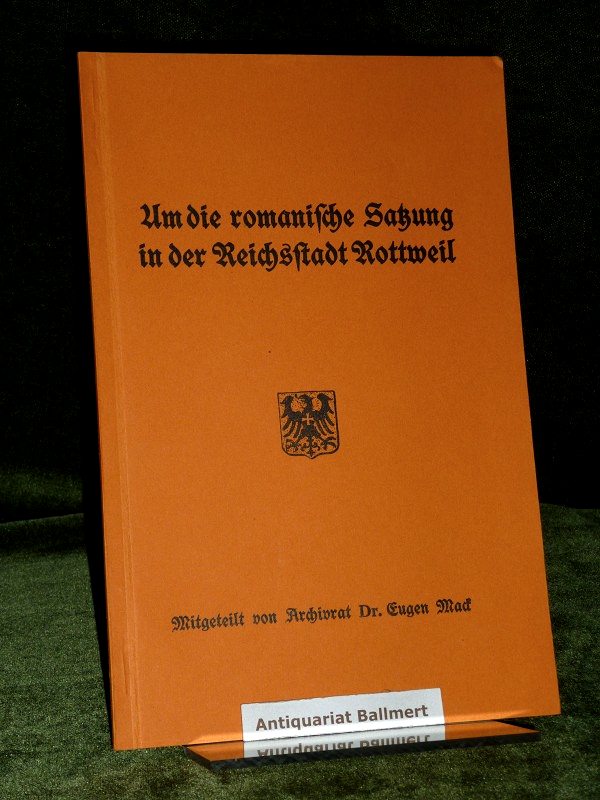 Um die romanische Satzung
in der Reichsstadt Rottweil
Mitgeteilt von Archivrat Dr. Eugen Mack
Antiquariat Ballmert